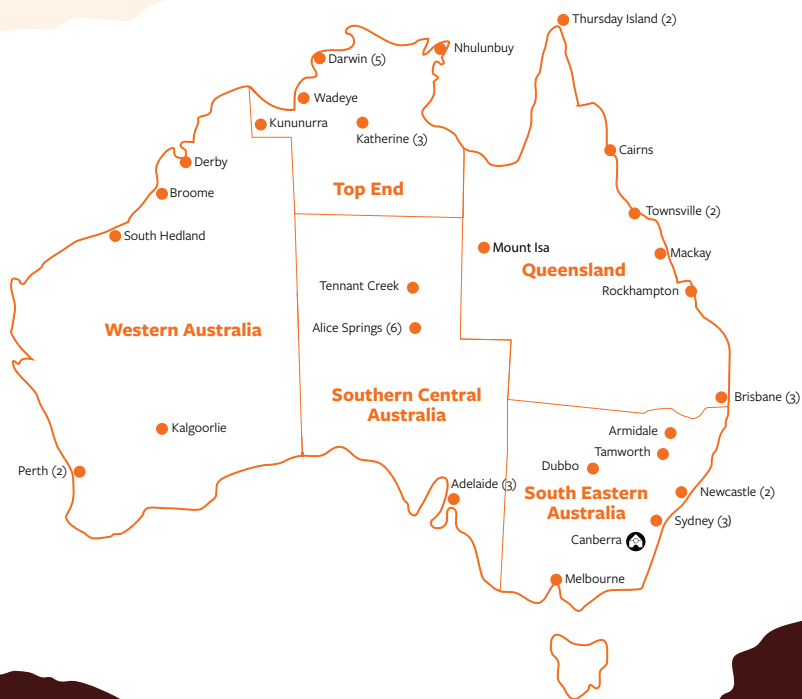 Thursday Island (2)
Nhulunbuy
Darwin (5)
Wadeye
Kununurra
Katherine (3)
Cairns
Derby
Top End
Broome
Townsville (2)
South Hedland
Mount Isa
Mackay
Queensland
Tennant Creek
Rockhampton
Alice Springs (6)
Western Australia
Southern Central
Australia
Brisbane (3)
Kalgoorlie
Armidale
Tamworth
Dubbo
Perth (2)
Adelaide (3)
South Eastern
Australia
Newcastle (2)
Sydney (3)
Canberra
Melbourne